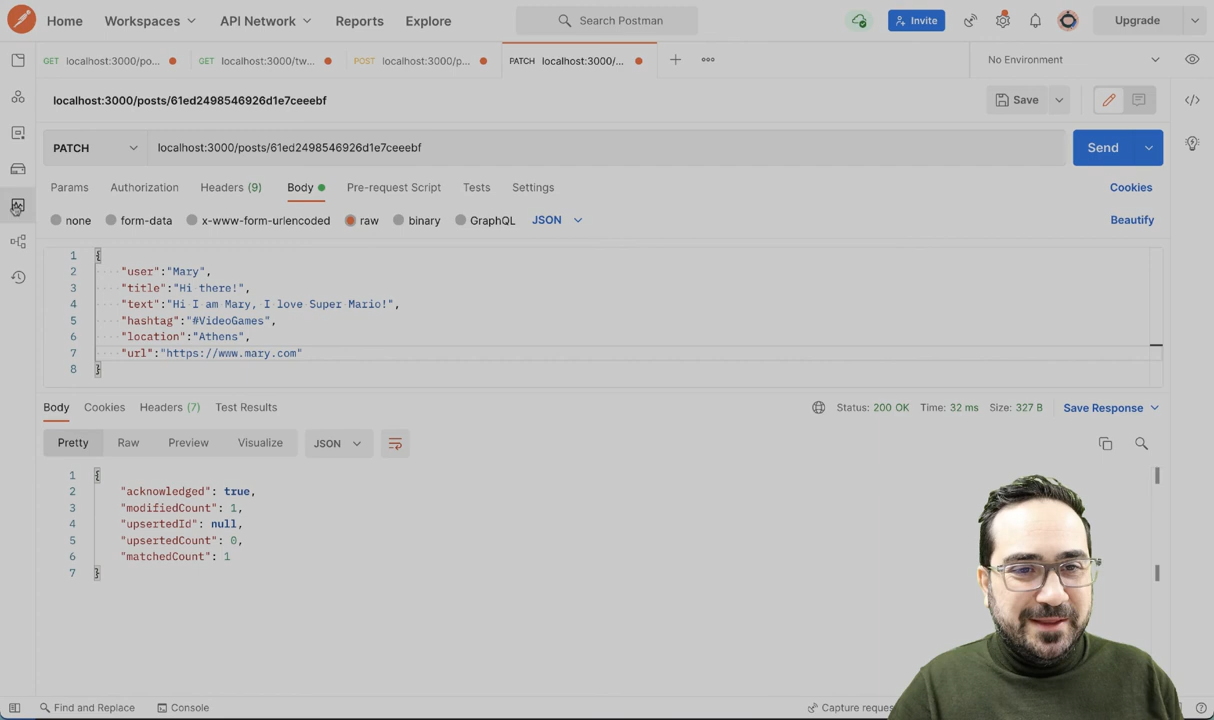 Home Workspaces API Network Reports Explore Search Postman Invite Upgrade
GET localhost:3000/po... GET localhost:3000/tw... POST localhost:3000/p... PATCH localhost:3000/... No Environment
localhost:3000/posts/61ed2498546926d1e7ceeebf Save
PATCH localhost:3000/posts/61ed2498546926d1e7ceeebf Send
Params Authorization Headers (9) Body Pre-request Script Tests Settings Cookies
none form-data x-www-form-urlencoded raw binary GraphQL JSON Beautify
1 {
2 "user":"Mary",
3 "title":"Hi there!",
4 "text":"Hi I am Mary, I love Super Mario!",
5 "hashtag":"#VideoGames",
6 "location":"Athens",
7 "url":"https://www.mary.com"
8 }
Body Cookies Headers (7) Test Results Status: 200 OK Time: 32 ms Size: 327 B Save Response
Pretty Raw Preview Visualize JSON
1 {
2 "acknowledged": true,
3 "modifiedCount": 1,
4 "upsertedId": null,
5 "upsertedCount": 0,
6 "matchedCount": 1
7 }
Find and Replace Console Capture